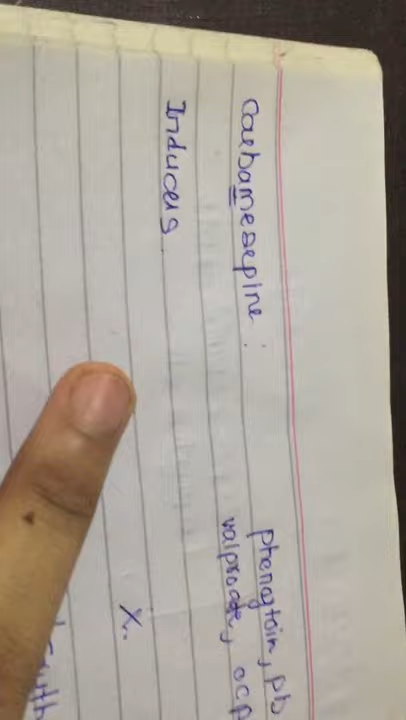 Carbamezepine : phenytoin, pb
valproate, ocp
Inducers
X.